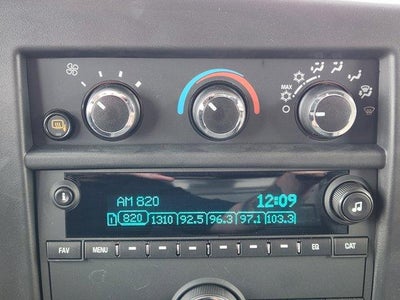 MAX
AM 820 12:09
1 820 1310 92.5 96.3 97.1 103.3
FAV MENU EQ CAT